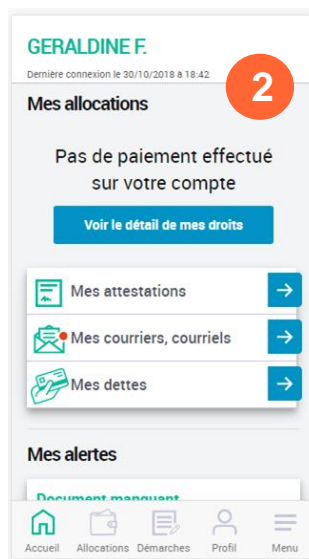 GERALDINE F.
Dernière connexion le 30/10/2018 à 18:42
2
Mes allocations
Pas de paiement effectué
sur votre compte
Voir le détail de mes droits
Mes attestations
Mes courriers, courriels
Mes dettes
Mes alertes
Document manquant
Accueil Allocations Démarches Profil Menu